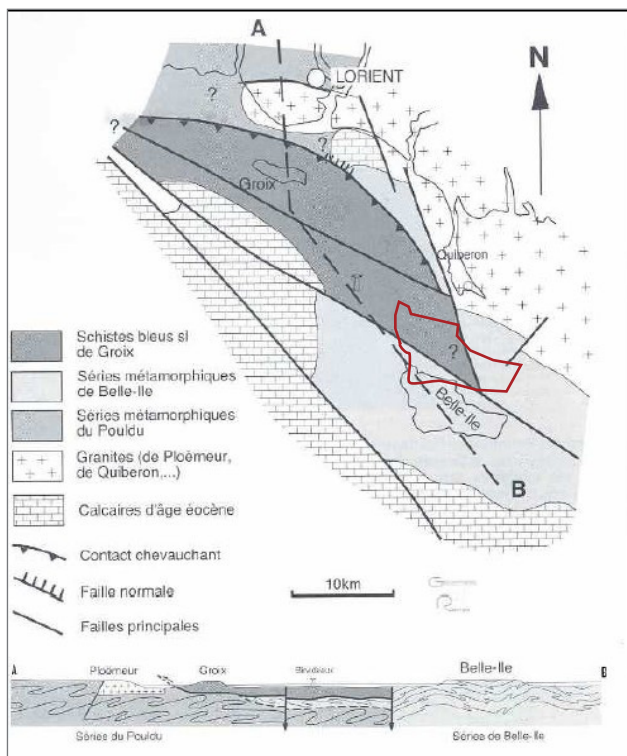 A
LORIENT
N
?
?
?
Groix
Quiberon
?
Belle-Ile
B
Schistes bleus sl
de Groix
Séries métamorphiques
de Belle-Ile
Séries métamorphiques
du Pouldu
Granites (de Ploëmeur,
de Quiberon,...)
Calcaires d'âge éocène
Contact chevauchant
Faille normale
Failles principales
10km
A
Ploëmeur
Groix
Birvideaux
Belle-Ile
B
Séries du Pouldu
Séries de Belle-Ile